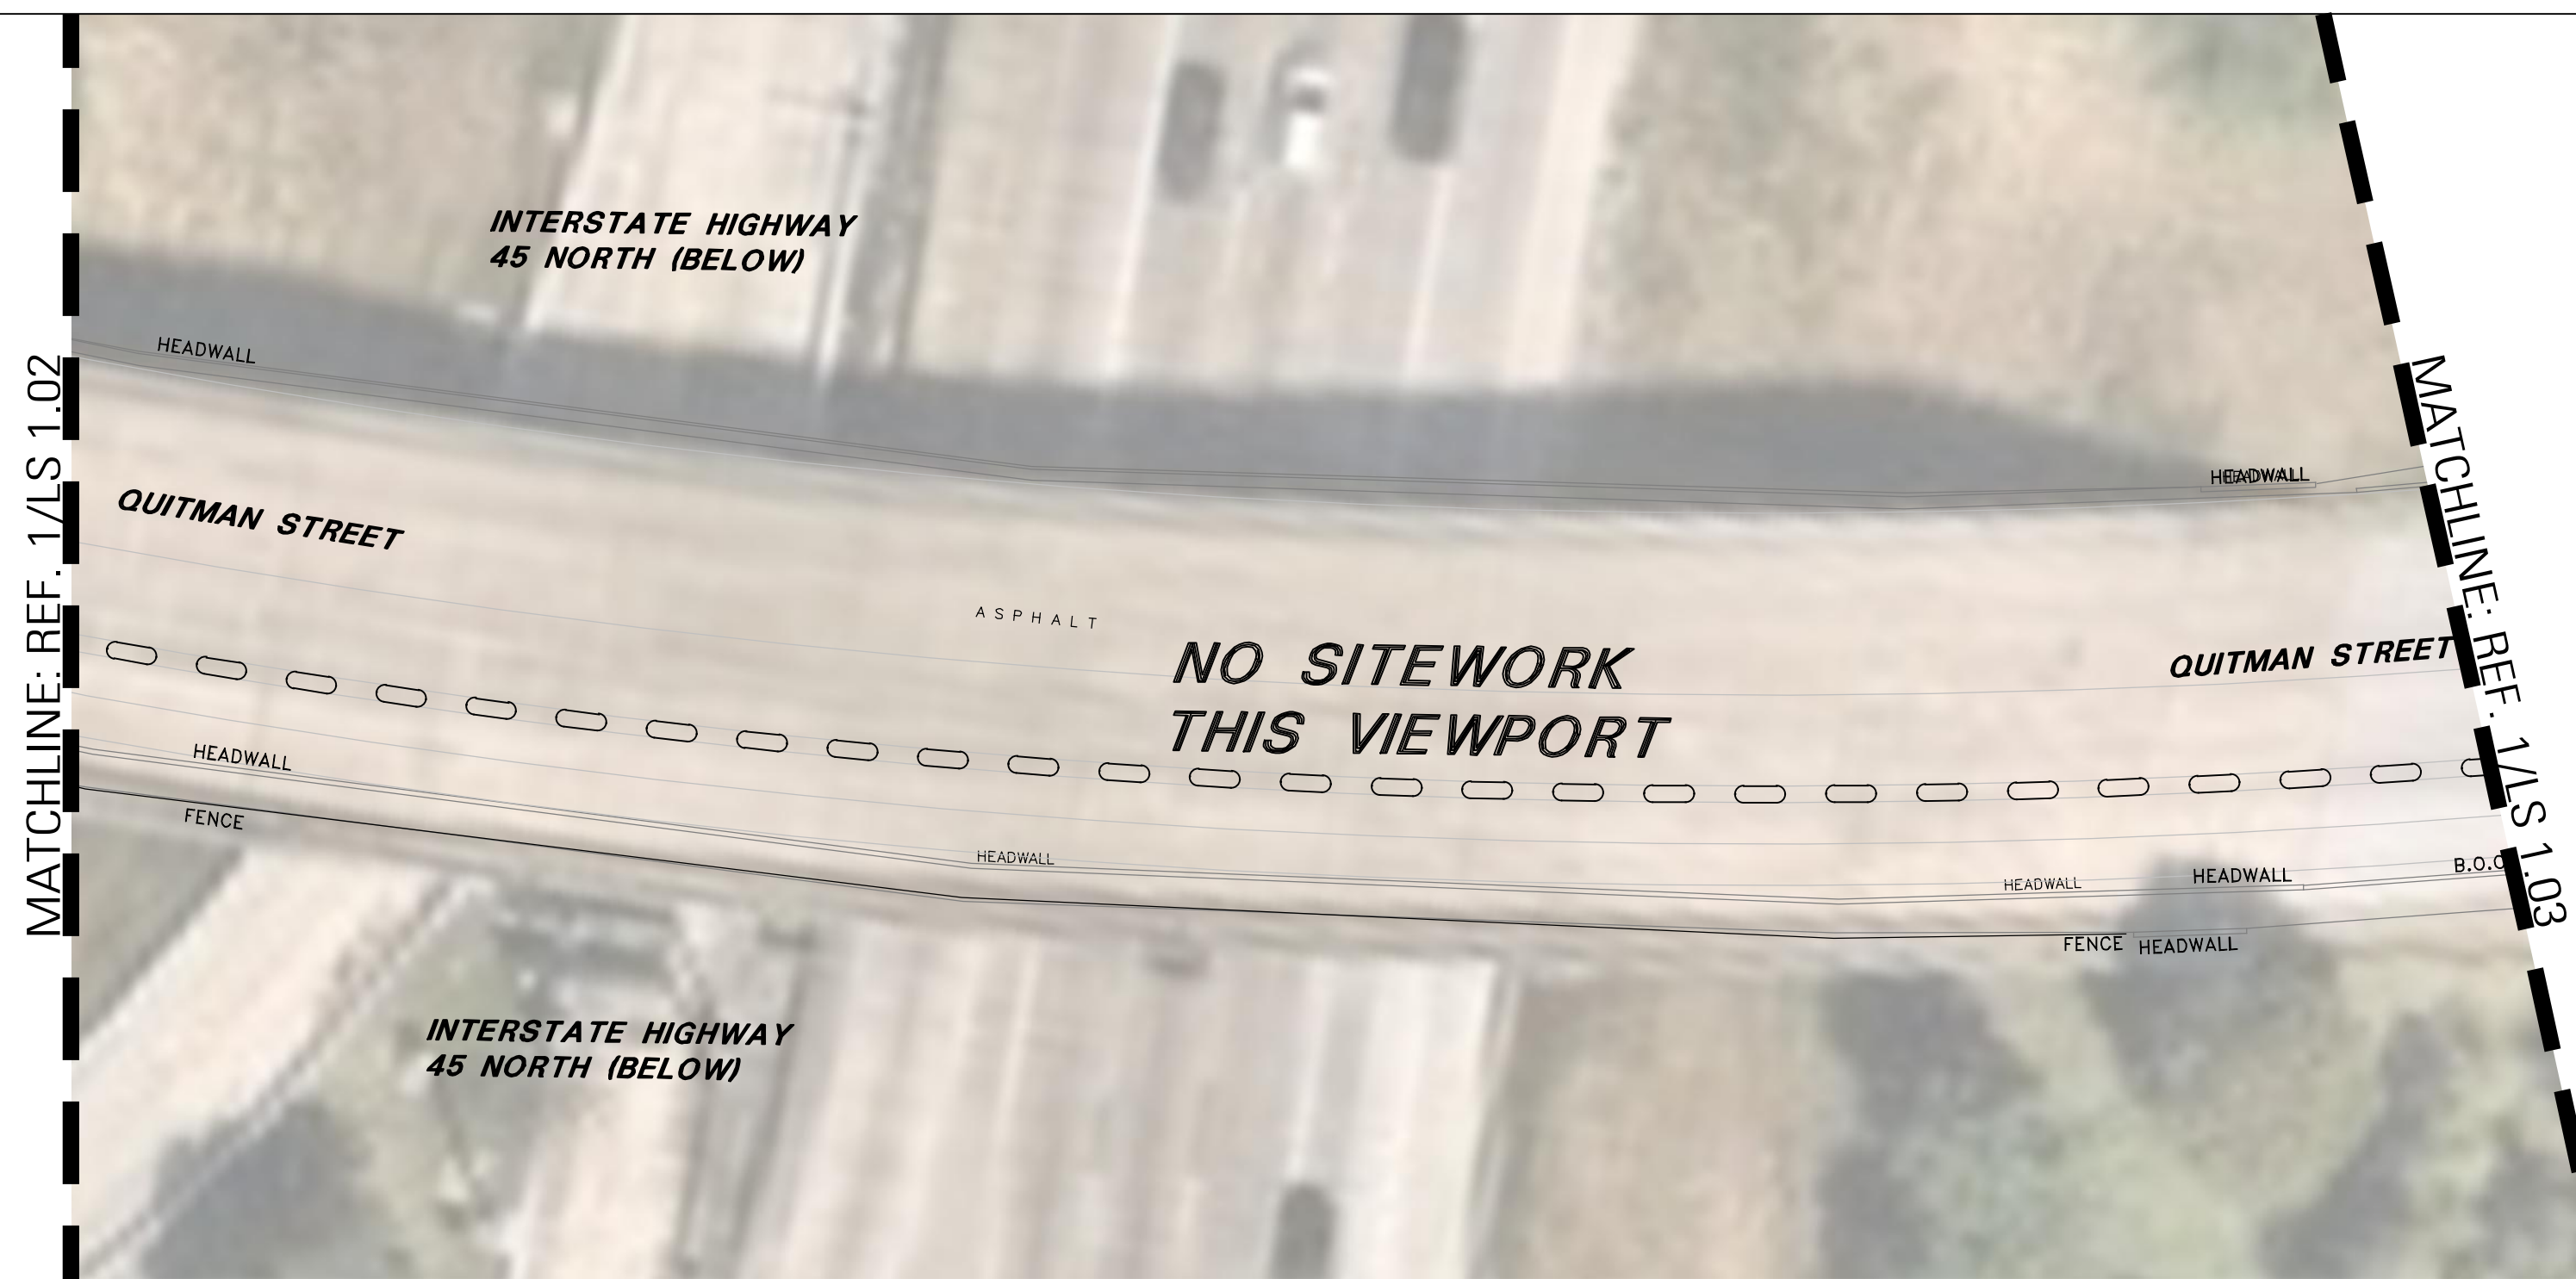 INTERSTATE HIGHWAY
45 NORTH (BELOW)
HEADWALL
MATCHLINE: REF. 1/LS 1.02
MATCHLINE: REF. 1/LS 1.03
HEADWALL
QUITMAN STREET
ASPHALT
NO SITEWORK
THIS VIEWPORT
QUITMAN STREET
HEADWALL
FENCE
HEADWALL
HEADWALL
HEADWALL
B.O.C
FENCE
HEADWALL
INTERSTATE HIGHWAY
45 NORTH (BELOW)